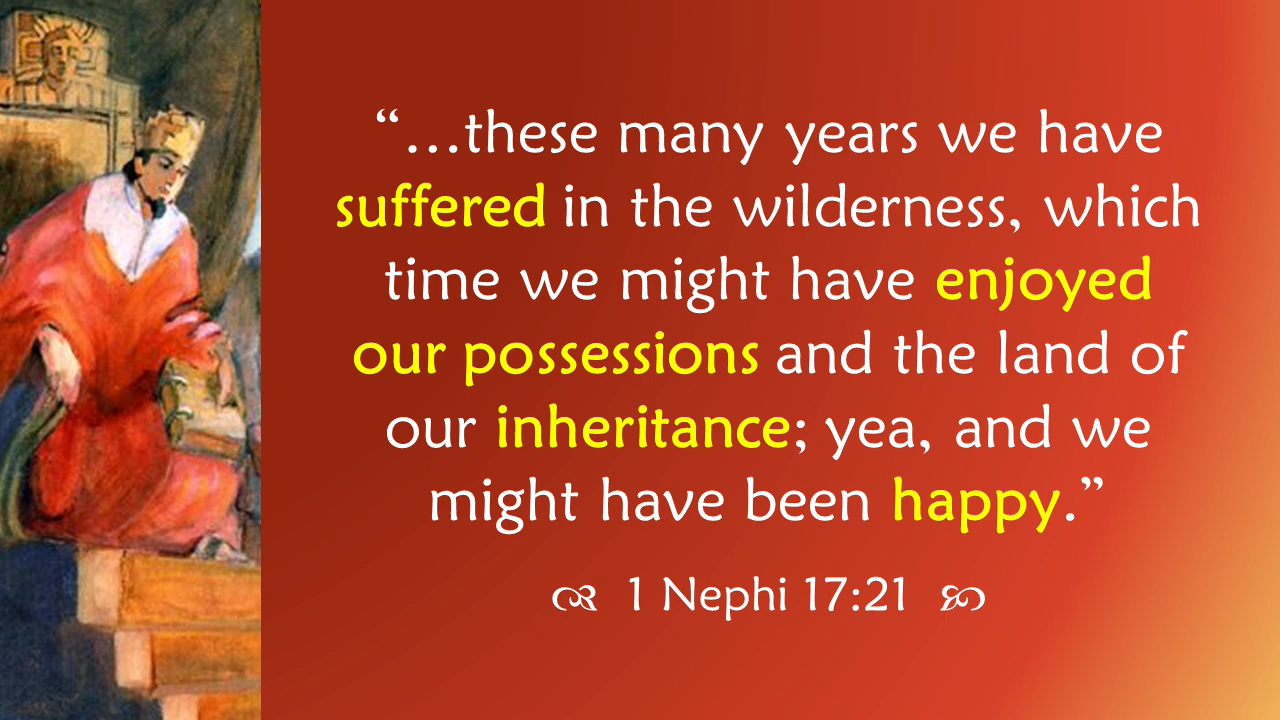 “…these many years we have
suffered in the wilderness, which
time we might have enjoyed
our possessions and the land of
our inheritance; yea, and we
might have been happy.”
1 Nephi 17:21